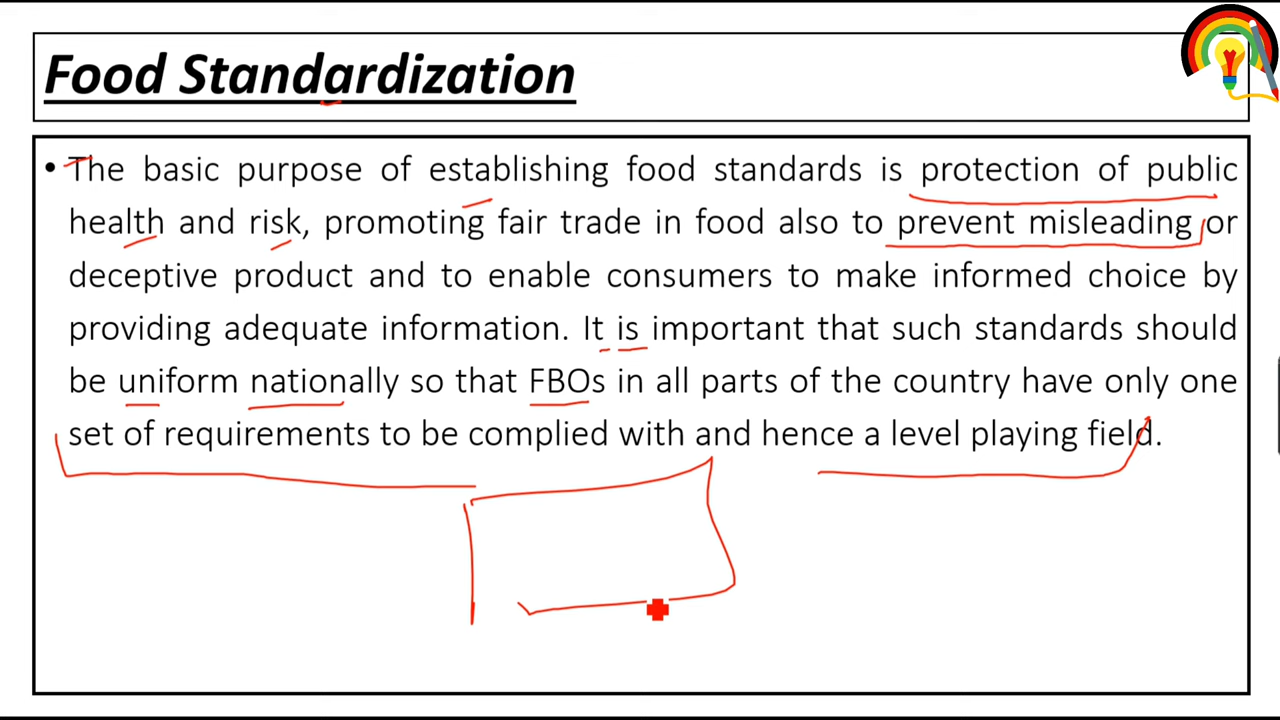 Food Standardization
• The basic purpose of establishing food standards is protection of public
health and risk, promoting fair trade in food also to prevent misleading or
deceptive product and to enable consumers to make informed choice by
providing adequate information. It is important that such standards should
be uniform nationally so that FBOs in all parts of the country have only one
set of requirements to be complied with and hence a level playing field.